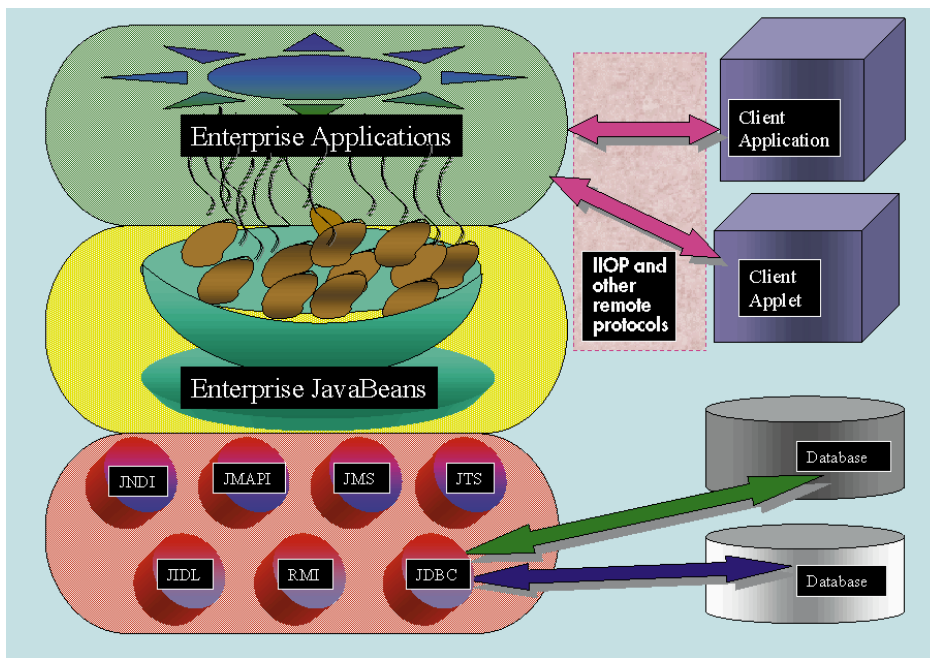 Enterprise Applications
Client
Application
IIOP and
other
remote
protocols
Client
Applet
Enterprise JavaBeans
JNDI
JMAPI
JMS
JTS
Database
JIDL
RMI
JDBC
Database